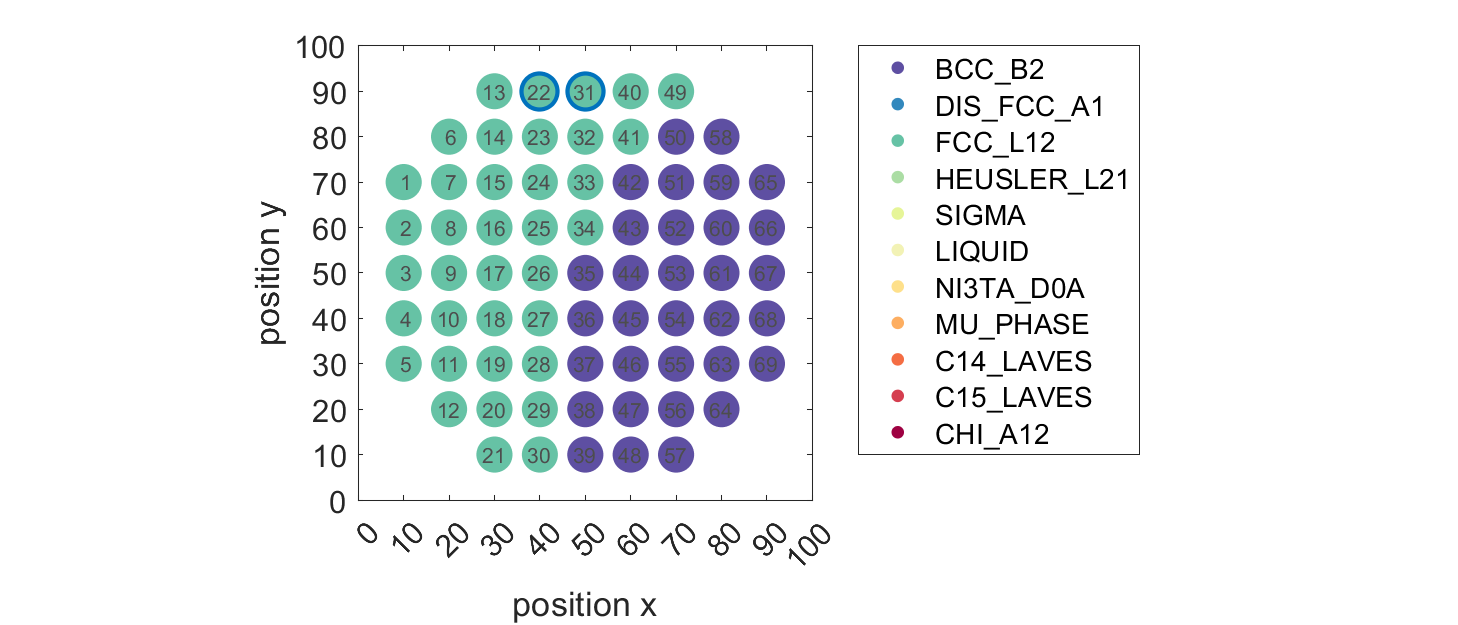 100
90
80
70
60
50
40
30
20
10
0
position y
13 22 31 40 49
6 14 23 32 41 50 58
1 7 15 24 33 42 51 59 65
2 8 16 25 34 43 52 60 66
3 9 17 26 35 44 53 61 67
4 10 18 27 36 45 54 62 68
5 11 19 28 37 46 55 63 69
12 20 29 38 47 56 64
21 30 39 48 57
0 10 20 30 40 50 60 70 80 90 100
position x
BCC_B2
DIS_FCC_A1
FCC_L12
HEUSLER_L21
SIGMA
LIQUID
NI3TA_D0A
MU_PHASE
C14_LAVES
C15_LAVES
CHI_A12